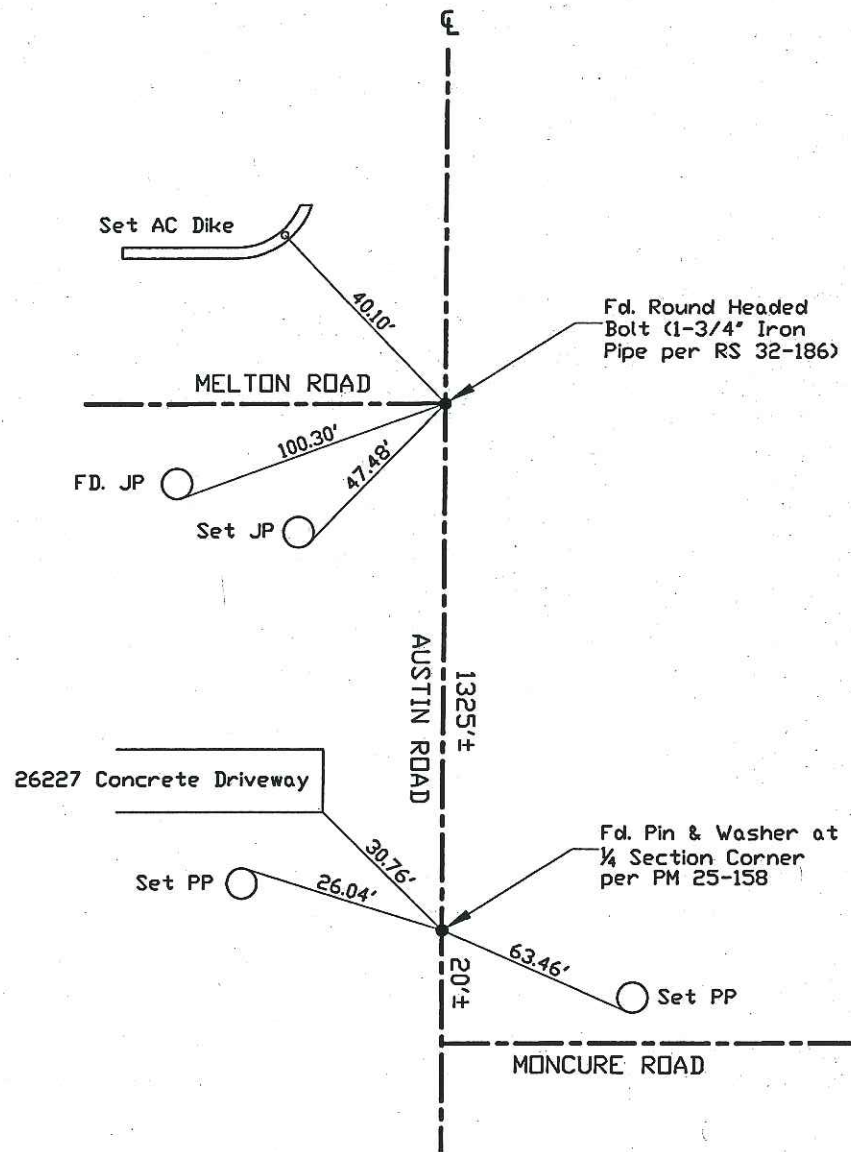 ℄
Set AC Dike
40.10'
Fd. Round Headed
Bolt (1-3/4" Iron
Pipe per RS 32-186)
MELTON ROAD
100.30'
FD. JP
47.48'
Set JP
AUSTIN ROAD
1325'±
26227 Concrete Driveway
30.76'
Fd. Pin & Washer at
¼ Section Corner
per PM 25-158
Set PP
26.04'
63.46'
20'±
Set PP
MONCURE ROAD